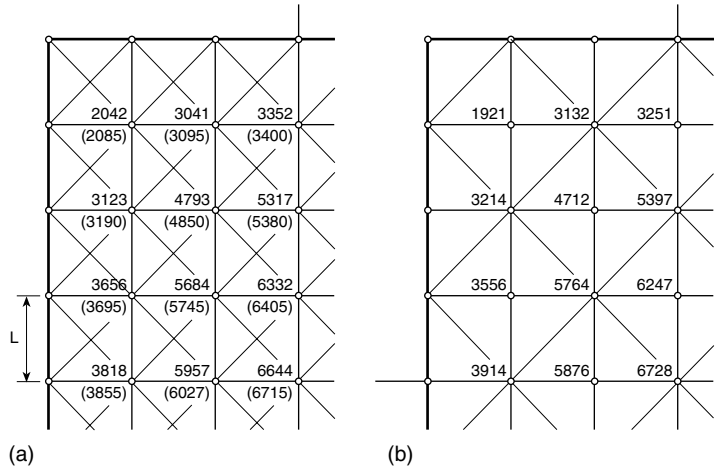 2042 3041 3352 1921 3132 3251
(2085) (3095) (3400)
3123 4793 5317 3214 4712 5397
(3190) (4850) (5380)
3656 5684 6332 3556 5764 6247
(3695) (5745) (6405)
L
3818 5957 6644 3914 5876 6728
(3855) (6027) (6715)
(a) (b)